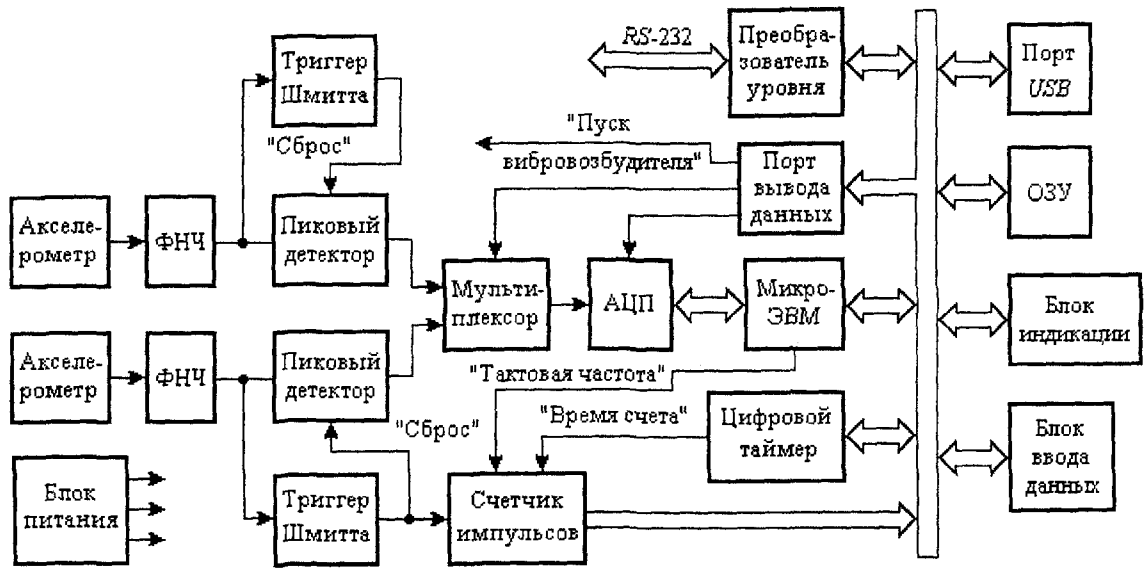 Триггер
Шмитта
RS-232
Преобра-
зователь
уровня
Порт
USB
"Сброс"
"Пуск
вибровозбудителя"
Порт
вывода
данных
ОЗУ
Акселе-
рометр
ФНЧ
Пиковый
детектор
Мульти-
плексор
АЦП
Микро-
ЭВМ
Блок
индикации
Акселе-
рометр
ФНЧ
Пиковый
детектор
"Тактовая частота"
"Сброс"
"Время счета"
Цифровой
таймер
Блок
ввода
данных
Блок
питания
Триггер
Шмитта
Счетчик
импульсов